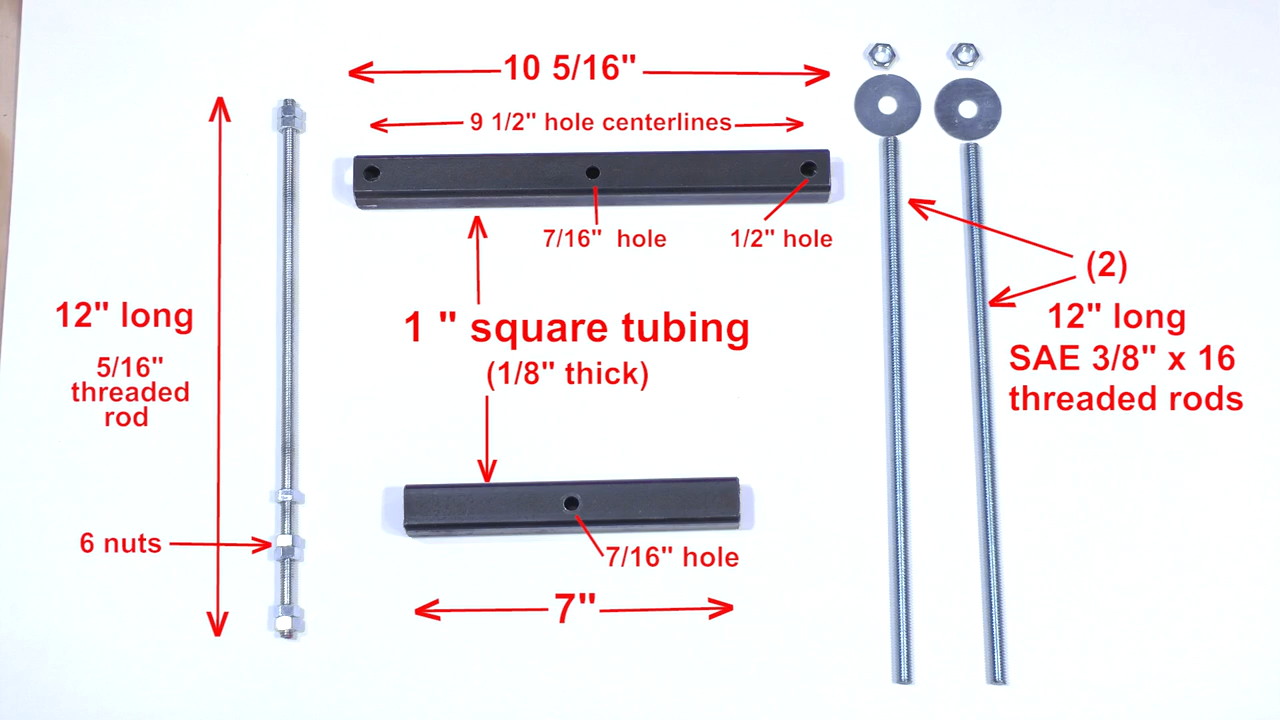 10 5/16"
9 1/2" hole centerlines
7/16" hole
1/2" hole
12" long
5/16"
threaded
rod
1 " square tubing
(1/8" thick)
(2)
12" long
SAE 3/8" x 16
threaded rods
6 nuts
7/16" hole
7"